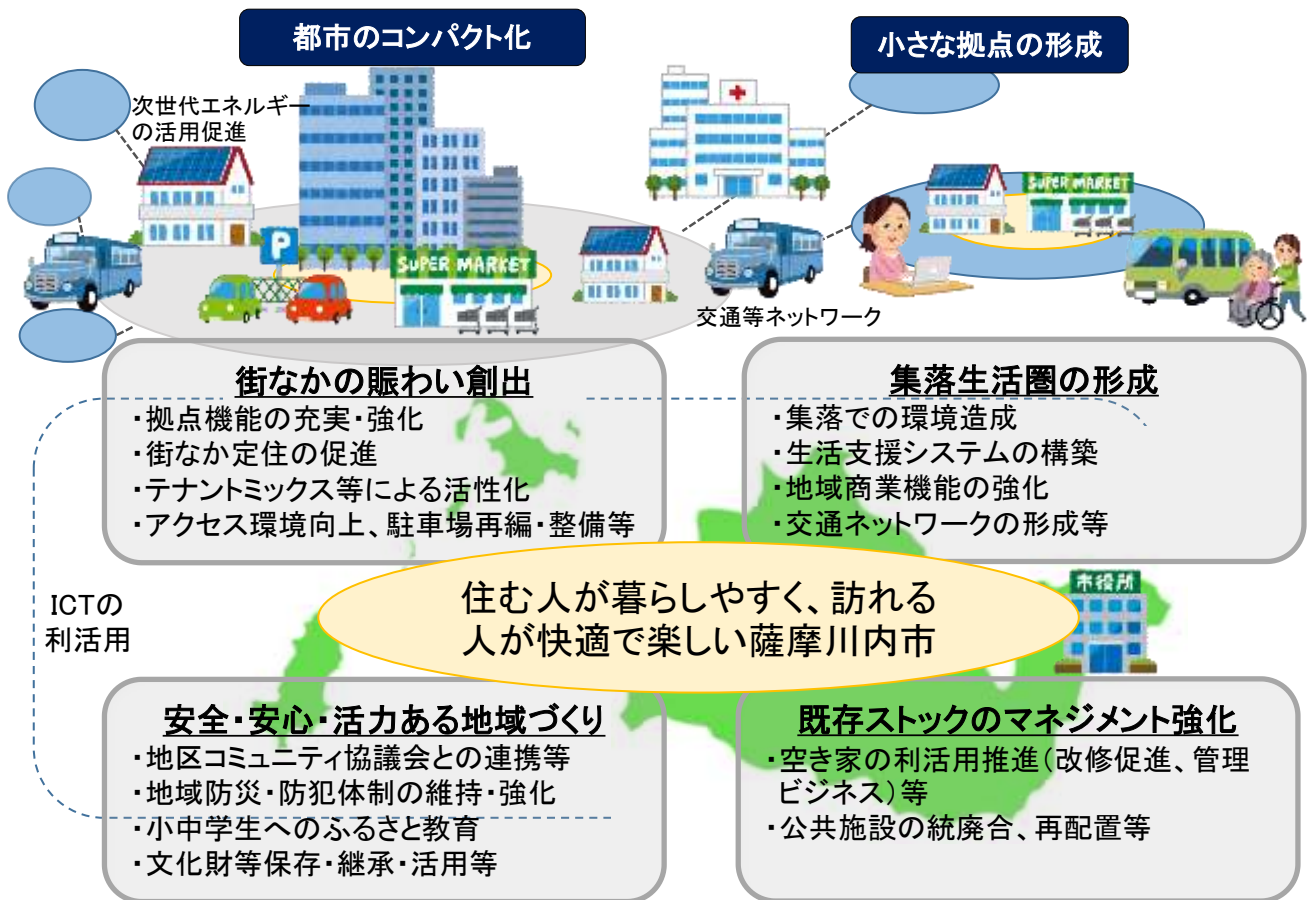 都市のコンパクト化
小さな拠点の形成
次世代エネルギー
の活用促進
P
SUPER MARKET
SUPER MARKET
交通等ネットワーク
街なかの賑わい創出
・拠点機能の充実・強化
・街なか定住の促進
・テナントミックス等による活性化
・アクセス環境向上、駐車場再編・整備等
集落生活圏の形成
・集落での環境造成
・生活支援システムの構築
・地域商業機能の強化
・交通ネットワークの形成等
ICTの
利活用
住む人が暮らしやすく、訪れる
人が快適で楽しい薩摩川内市
市役所
安全・安心・活力ある地域づくり
・地区コミュニティ協議会との連携等
・地域防災・防犯体制の維持・強化
・小中学生へのふるさと教育
・文化財等保存・継承・活用等
既存ストックのマネジメント強化
・空き家の利活用推進(改修促進、管理
ビジネス)等
・公共施設の統廃合、再配置等